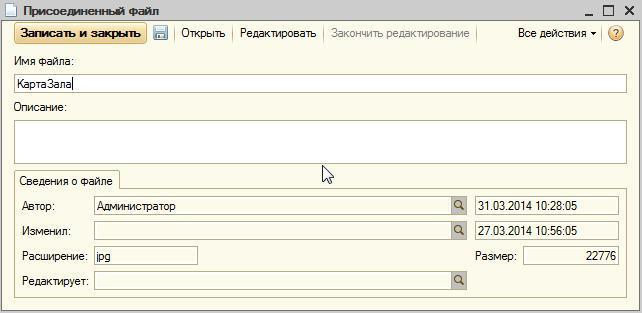 Присоединенный файл
Записать и закрыть Открыть Редактировать Закончить редактирование Все действия ?
Имя файла:
КартаЗала
Описание:
Сведения о файле
Автор: Администратор 31.03.2014 10:28:05
Изменил: 27.03.2014 10:56:05
Расширение: jpg Размер: 22776
Редактирует: